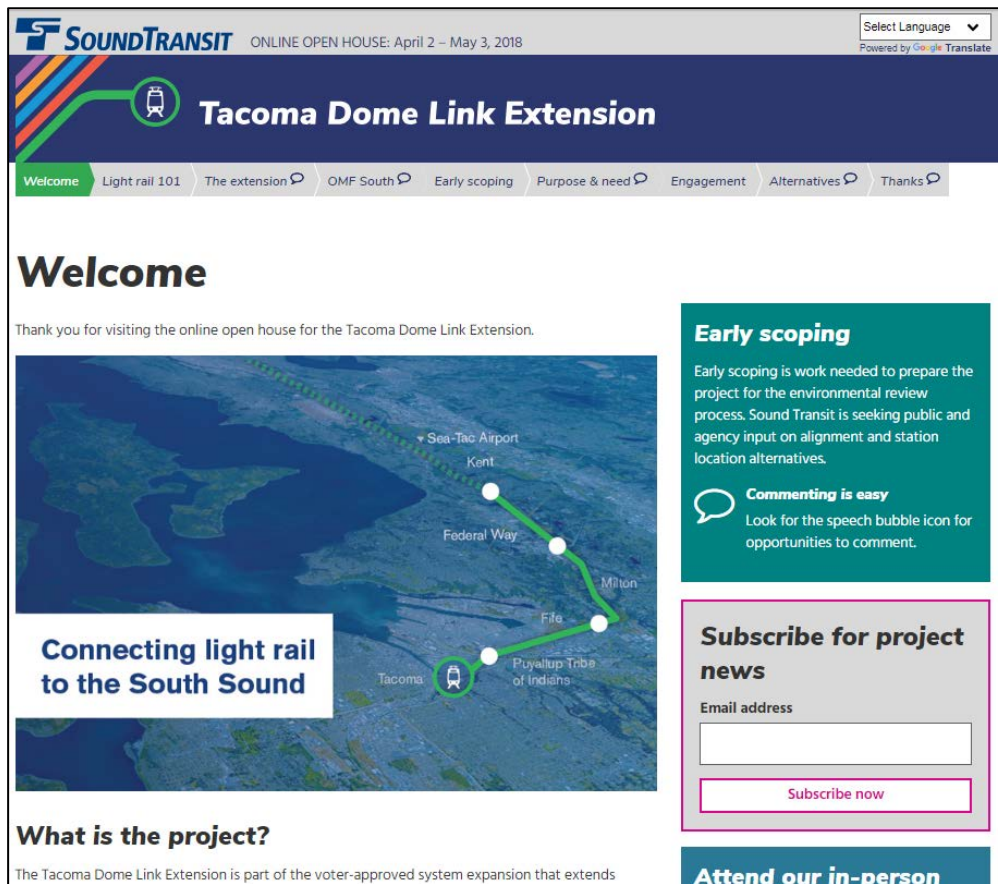 SOUNDTRANSIT ONLINE OPEN HOUSE: April 2 – May 3, 2018
Select Language
Powered by Google Translate
Tacoma Dome Link Extension
Welcome Light rail 101 The extension OMF South Early scoping Purpose & need Engagement Alternatives Thanks
Welcome
Thank you for visiting the online open house for the Tacoma Dome Link Extension.
Sea-Tac Airport
Kent
Federal Way
Milton
Fife
Puyallup Tribe
of Indians
Tacoma
Connecting light rail
to the South Sound
What is the project?
The Tacoma Dome Link Extension is part of the voter-approved system expansion that extends
Early scoping
Early scoping is work needed to prepare the
project for the environmental review
process. Sound Transit is seeking public and
agency input on alignment and station
location alternatives.
Commenting is easy
Look for the speech bubble icon for
opportunities to comment.
Subscribe for project
news
Email address
Subscribe now
Attend our in-person